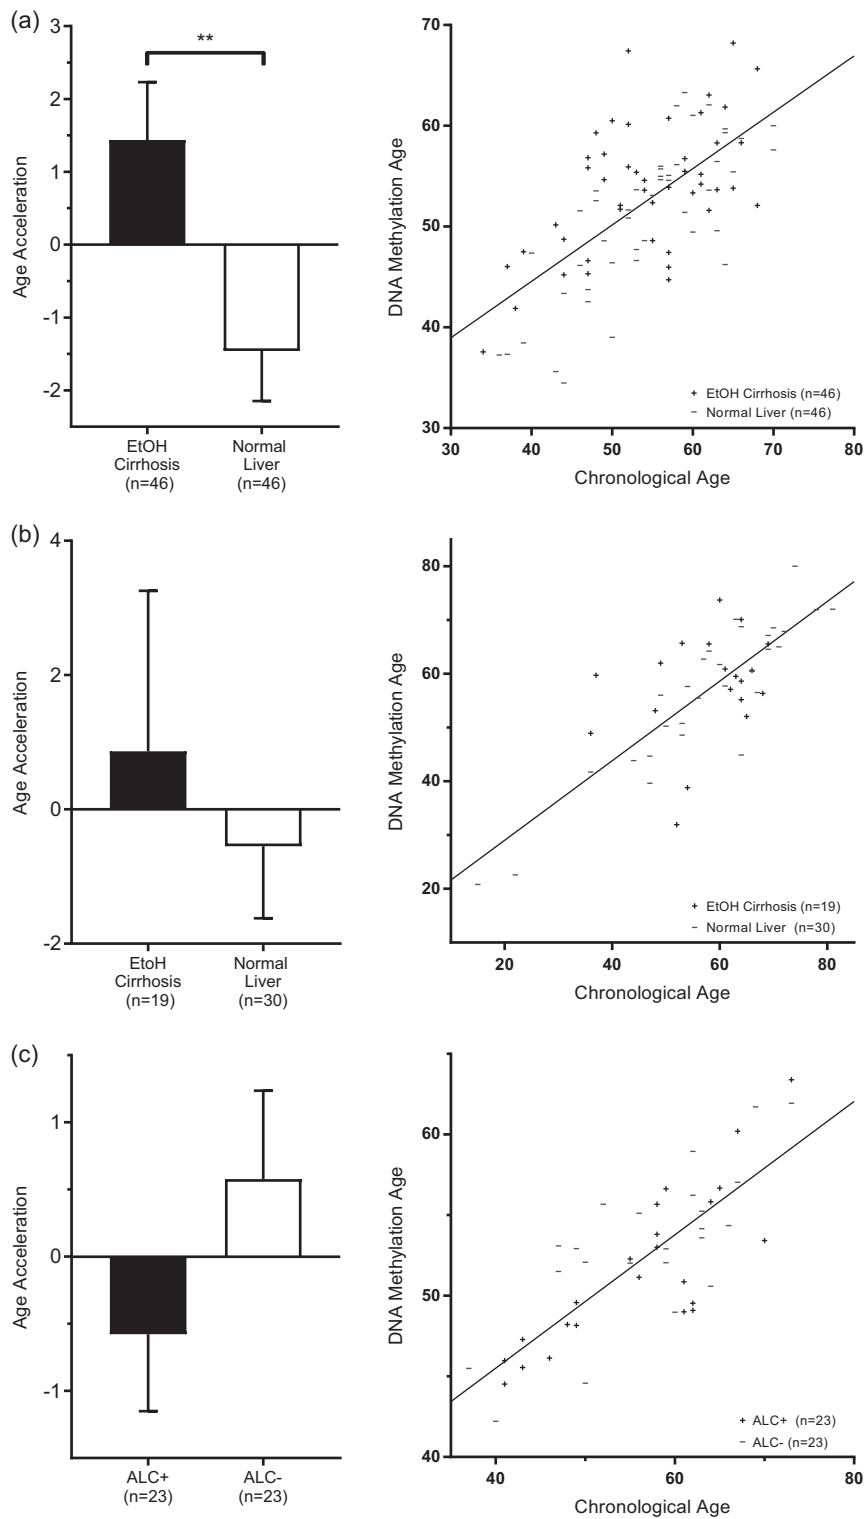 (a)
3
2
1
0
-1
-2
Age Acceleration
**
EtOH
Cirrhosis
(n=46)
Normal
Liver
(n=46)
70
60
50
40
30
DNA Methylation Age
+ EtOH Cirrhosis (n=46)
− Normal Liver (n=46)
30 40 50 60 70 80
Chronological Age
(b)
4
2
0
-2
Age Acceleration
EtoH
Cirrhosis
(n=19)
Normal
Liver
(n=30)
80
60
40
20
DNA Methylation Age
+ EtOH Cirrhosis (n=19)
− Normal Liver (n=30)
20 40 60 80
Chronological Age
(c)
1
0
-1
Age Acceleration
ALC+
(n=23)
ALC-
(n=23)
60
50
40
DNA Methylation Age
+ ALC+ (n=23)
− ALC- (n=23)
40 60 80
Chronological Age